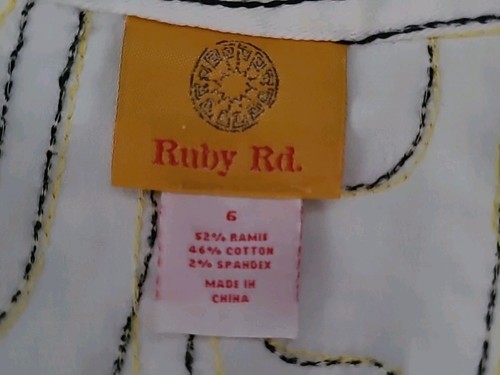 Ruby Rd.
6
52% RAMIE
46% COTTON
2% SPANDEX
MADE IN
CHINA